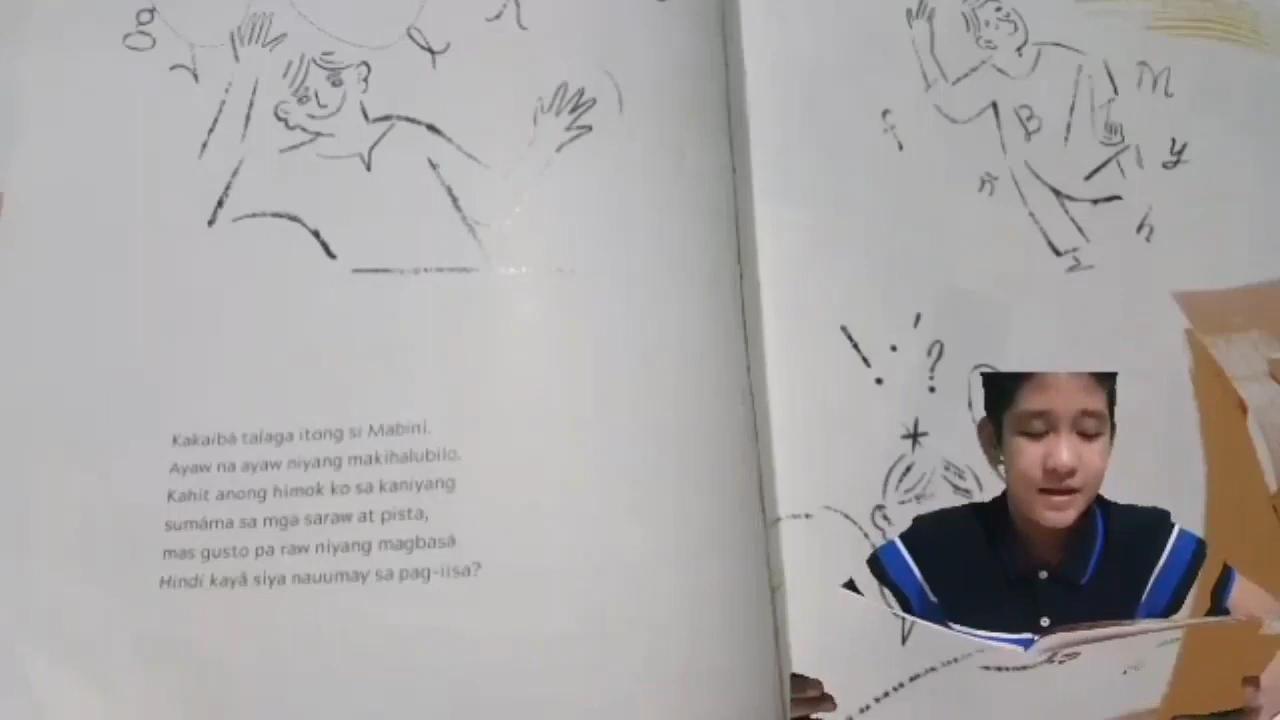 Og
f
B
M
y
n
h
z
! . ' ?
*
Kakaibá talaga itong si Mabini.
Ayaw na ayaw niyang makihalubilo.
Kahit anong himok ko sa kaniyang
sumáma sa mga saraw at pista,
mas gusto pa raw niyang magbasá
Hindi kayâ siya nauumay sa pag-iisa?